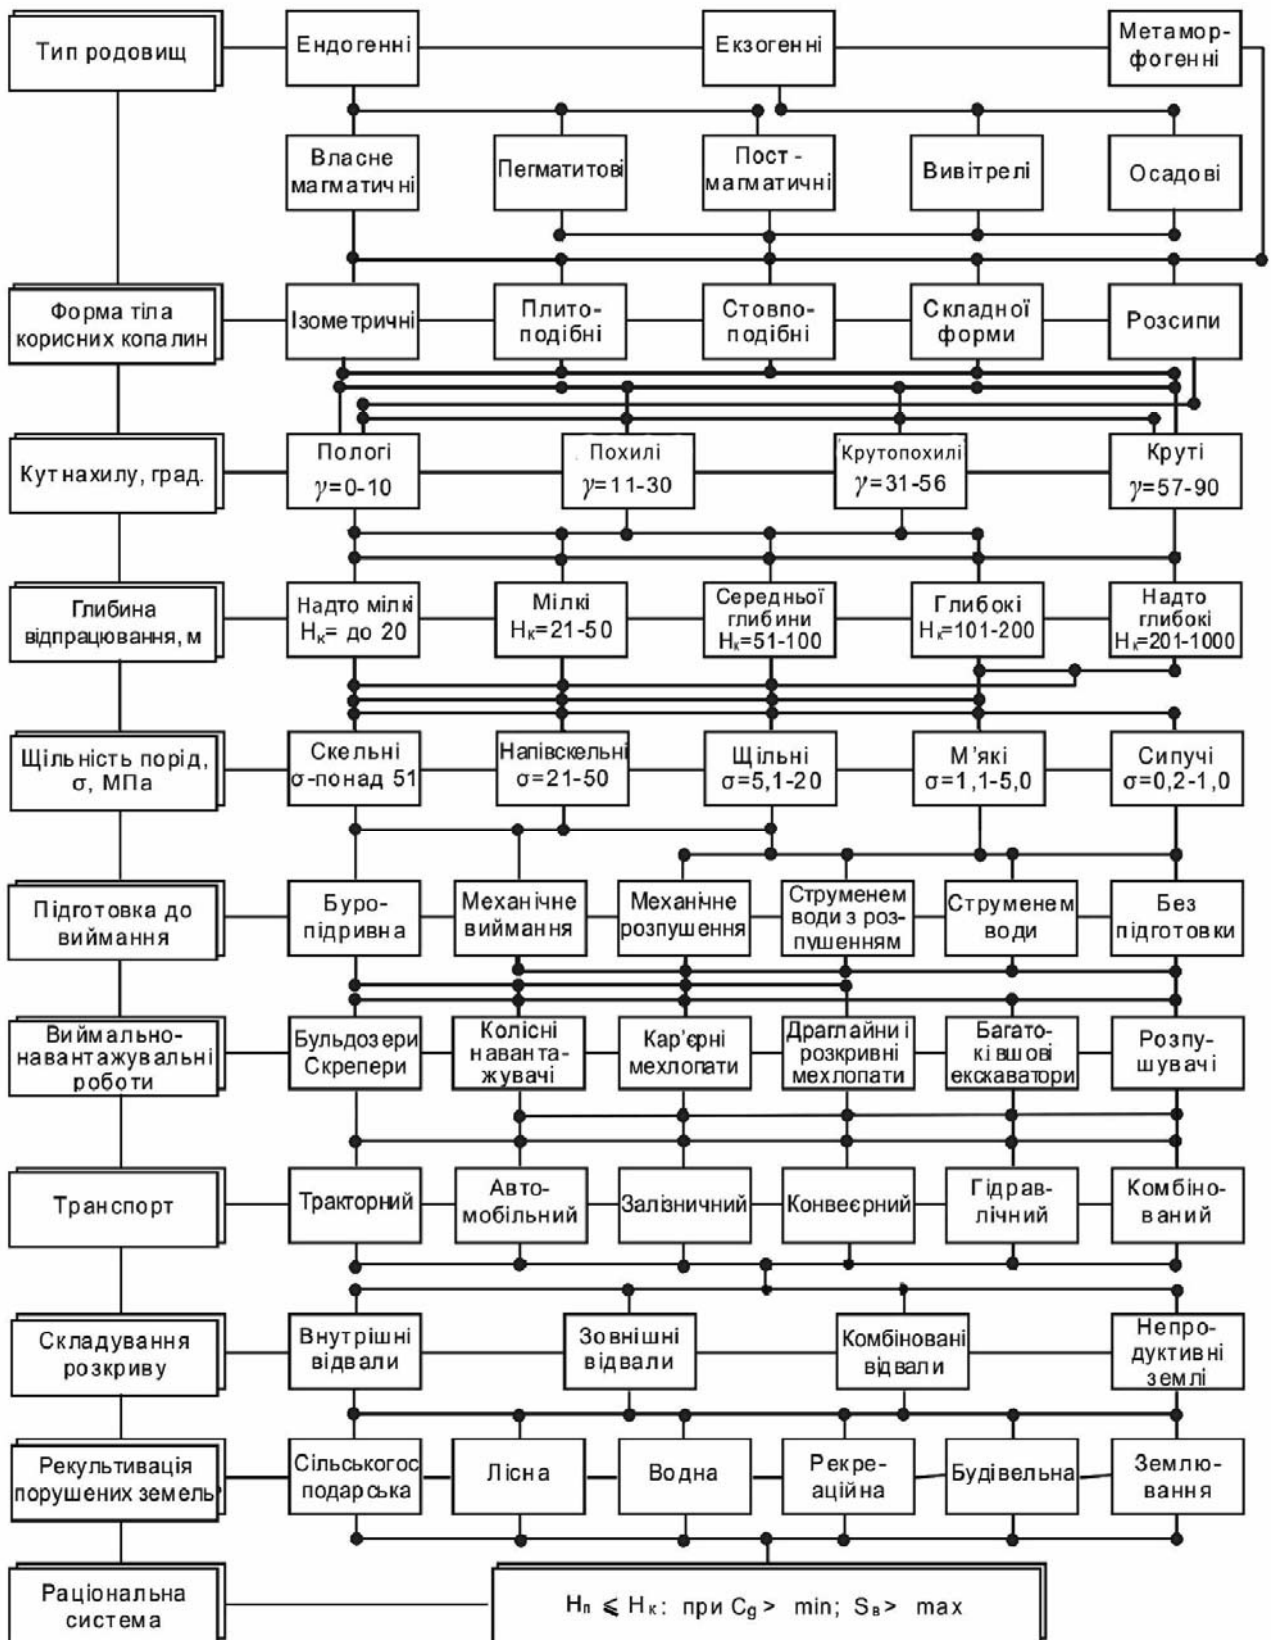 Тип родовищ
Ендогенні
Екзогенні
Метамор-
фогенні
Власне
магматичні
Пегматитові
Пост -
магматичні
Вивітрелі
Осадові
Форма тіла
корисних копалин
Ізометричні
Плито-
подібні
Стовпо-
подібні
Складної
форми
Розсипи
Кут нахилу, град.
Пологі
γ=0-10
Похилі
γ=11-30
Крутопохилі
γ=31-56
Круті
γ=57-90
Глибина
відпрацювання, м
Надто мілкі
Нк= до 20
Мілкі
Нк=21-50
Середньої
глибини
Нк=51-100
Глибокі
Нк=101-200
Надто
глибокі
Нк=201-1000
Щільність порід,
σ, МПа
Скельні
σ-понад 51
Напівскельні
σ=21-50
Щільні
σ=5,1-20
М'які
σ=1,1-5,0
Сипучі
σ=0,2-1,0
Підготовка до
виймання
Буро-
підривна
Механічне
виймання
Механічне
розпушення
Струменем
води з роз-
пушенням
Струменем
води
Без
підготовки
Виймально-
навантажувальні
роботи
Бульдозери
Скрепери
Колісні
наванта-
жувачі
Кар'єрні
мехлопати
Драглайни і
розкривні
мехлопати
Багато-
ківшові
екскаватори
Розпу-
шувачі
Транспорт
Тракторний
Авто-
мобільний
Залізничний
Конвеєрний
Гідрав-
лічний
Комбіно-
ваний
Складування
розкриву
Внутрішні
відвали
Зовнішні
відвали
Комбіновані
відвали
Непро-
дуктивні
землі
Рекультивація
порушених земель
Сільськогос
подарська
Лісна
Водна
Рекре-
аційна
Будівельна
Землю-
вання
Раціональна
система
Нп ⩽ Нк: при Сg > min; Sв > max